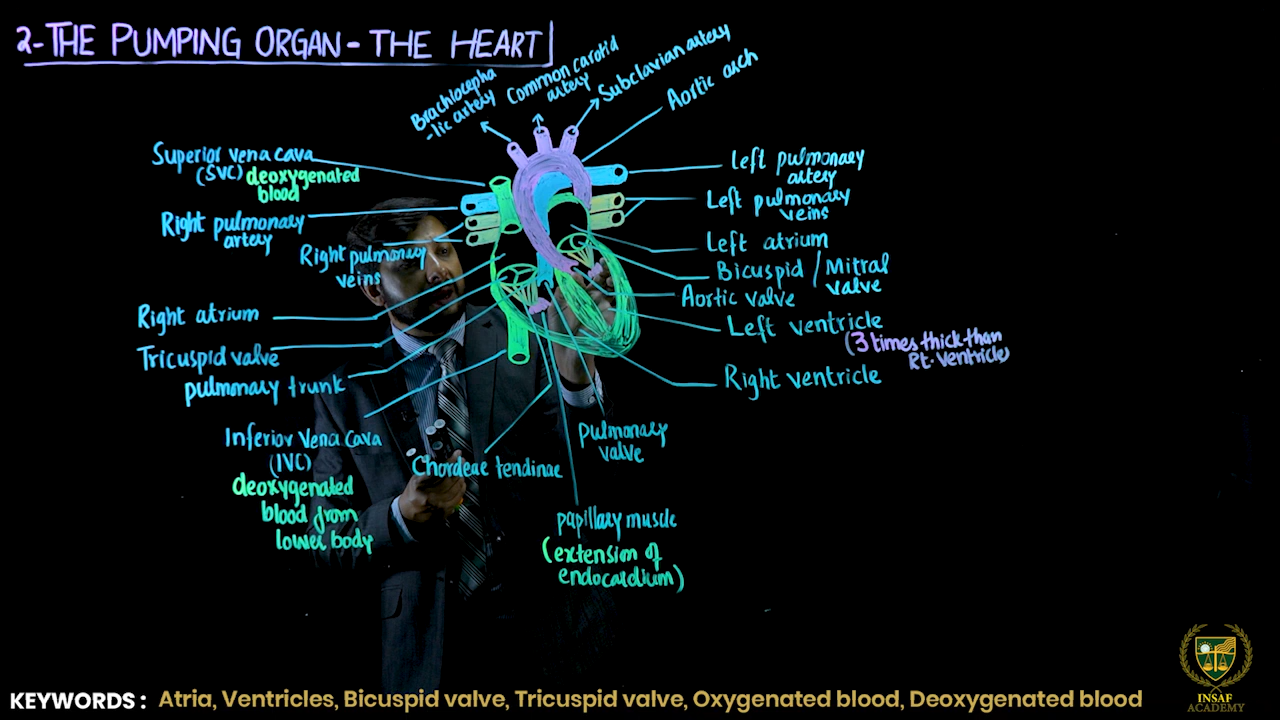 2-THE PUMPING ORGAN - THE HEART
Brachiocepha
-lic artery
Common carotid
artery
Subclavian artery
Aortic arch
Superior vena cava
(SVC) deoxygenated
blood
Right pulmonary
artery
Right pulmonary
veins
Right atrium
Tricuspid valve
pulmonary trunk
Inferior Vena Cava
(IVC)
deoxygenated
blood from
lower body
Chordeae tendinae
papillary muscle
(extension of
endocardium)
Pulmonary
valve
Left pulmonary
artery
Left pulmonary
veins
Left atrium
Bicuspid / Mitral
valve
Aortic valve
Left ventricle
(3 times thick than
Rt. Ventricle)
Right ventricle
KEYWORDS : Atria, Ventricles, Bicuspid valve, Tricuspid valve, Oxygenated blood, Deoxygenated blood
INSAF
ACADEMY